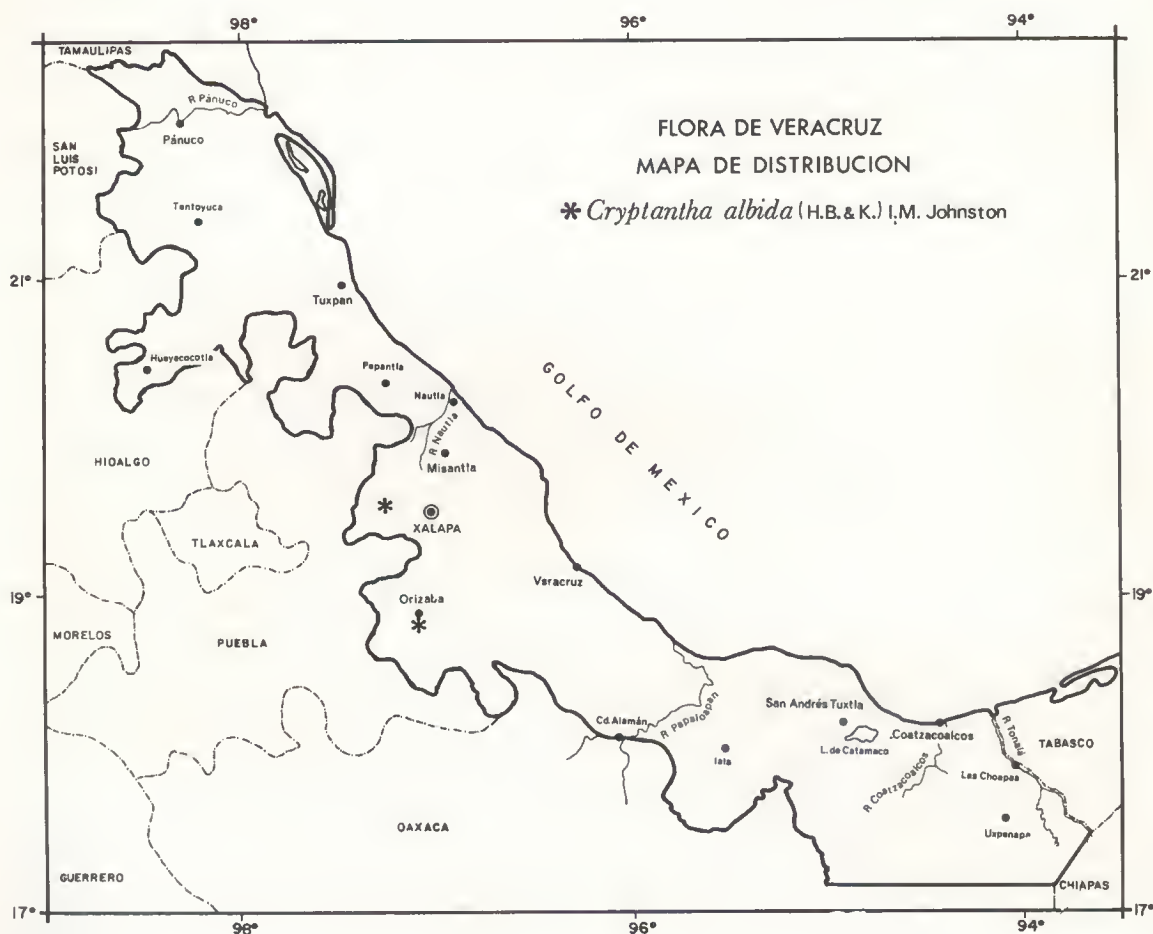 98° 96° 94°
TAMAULIPAS
R Pánuco
Pánuco
SAN
LUIS
POTOSI
FLORA DE VERACRUZ
MAPA DE DISTRIBUCION
* Cryptantha albida (H.B. & K.) I.M. Johnston
Tantoyuca
21° 21°
Tuxpan
Huayacocotla
Papantla
Nautla
R Nautla
GOLFO DE MEXICO
HIDALGO
Misantla
*
XALAPA
TLAXCALA
Veracruz
19° 19°
Orizaba
*
MORELOS
PUEBLA
San Andrés Tuxtla
Cd. Alemán
R Papaloapan
L. de Catemaco
Coatzacoalcos
R Tonalá
TABASCO
Isla
R Coatzacoalcos
Las Choapas
OAXACA
Uxpanapa
GUERRERO
CHIAPAS
17° 17°
98° 96° 94°